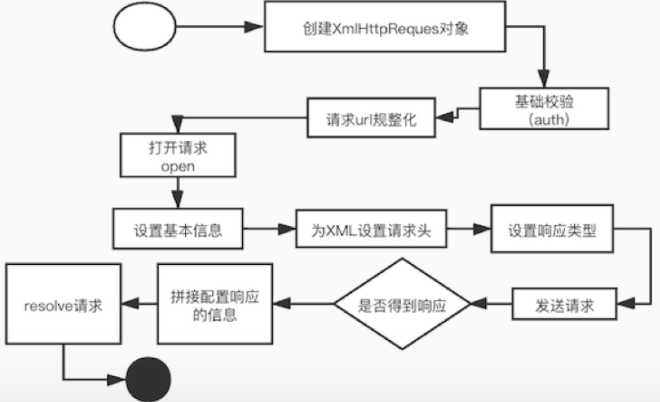 创建XmlHttpReques对象
基础校验
（auth）
请求url规整化
打开请求
open
设置基本信息
为XML设置请求头
设置响应类型
发送请求
是否得到响应
拼接配置响应
的信息
resolve请求